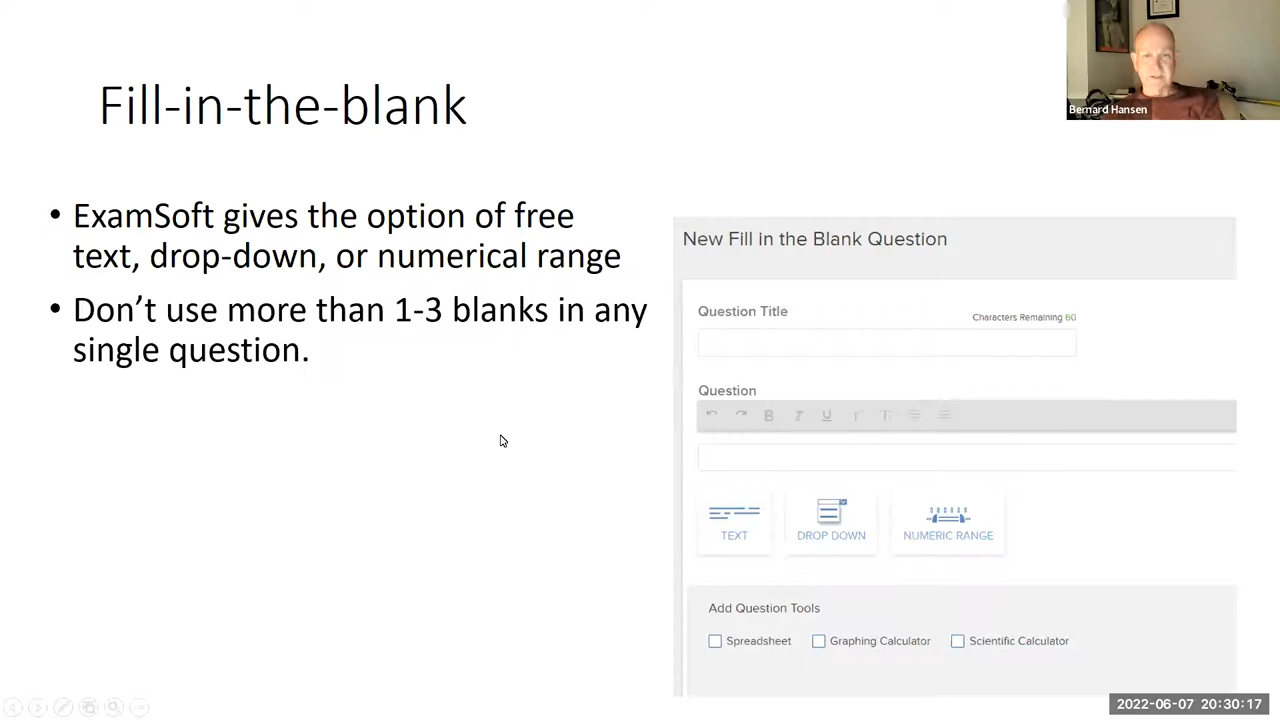 Fill-in-the-blank
Bernard Hansen
• ExamSoft gives the option of free
text, drop-down, or numerical range
• Don’t use more than 1-3 blanks in any
single question.
New Fill in the Blank Question
Question Title
Characters Remaining 60
Question
B I U
TEXT
DROP DOWN
NUMERIC RANGE
Add Question Tools
Spreadsheet
Graphing Calculator
Scientific Calculator
2022-06-07 20:30:17